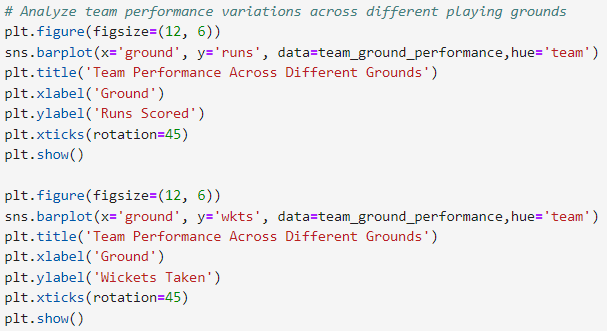 # Analyze team performance variations across different playing grounds
plt.figure(figsize=(12, 6))
sns.barplot(x='ground', y='runs', data=team_ground_performance,hue='team')
plt.title('Team Performance Across Different Grounds')
plt.xlabel('Ground')
plt.ylabel('Runs Scored')
plt.xticks(rotation=45)
plt.show()

plt.figure(figsize=(12, 6))
sns.barplot(x='ground', y='wkts', data=team_ground_performance,hue='team')
plt.title('Team Performance Across Different Grounds')
plt.xlabel('Ground')
plt.ylabel('Wickets Taken')
plt.xticks(rotation=45)
plt.show()